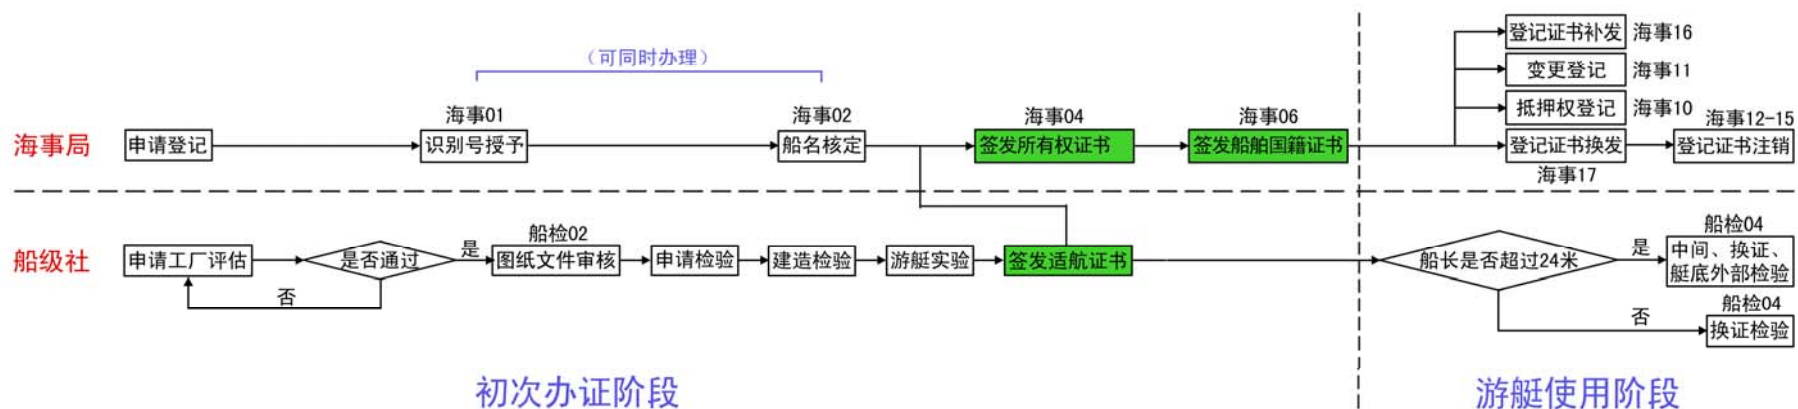 （可同时办理）
登记证书补发 海事16
变更登记 海事11
抵押权登记 海事10
海事01
海事02
海事04
海事06
海事12-15
海事局
申请登记
识别号授予
船名核定
签发所有权证书
签发船舶国籍证书
登记证书换发
登记证书注销
海事17
船级社
申请工厂评估
是否通过
是
否
船检02
图纸文件审核
申请检验
建造检验
游艇实验
签发适航证书
船长是否超过24米
是
船检04
中间、换证、
艇底外部检验
否
船检04
换证检验
初次办证阶段
游艇使用阶段